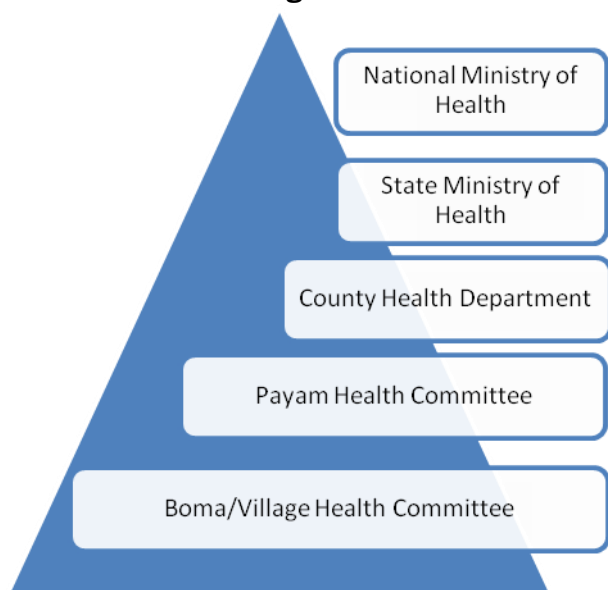 National Ministry of
Health
State Ministry of
Health
County Health Department
Payam Health Committee
Boma/Village Health Committee